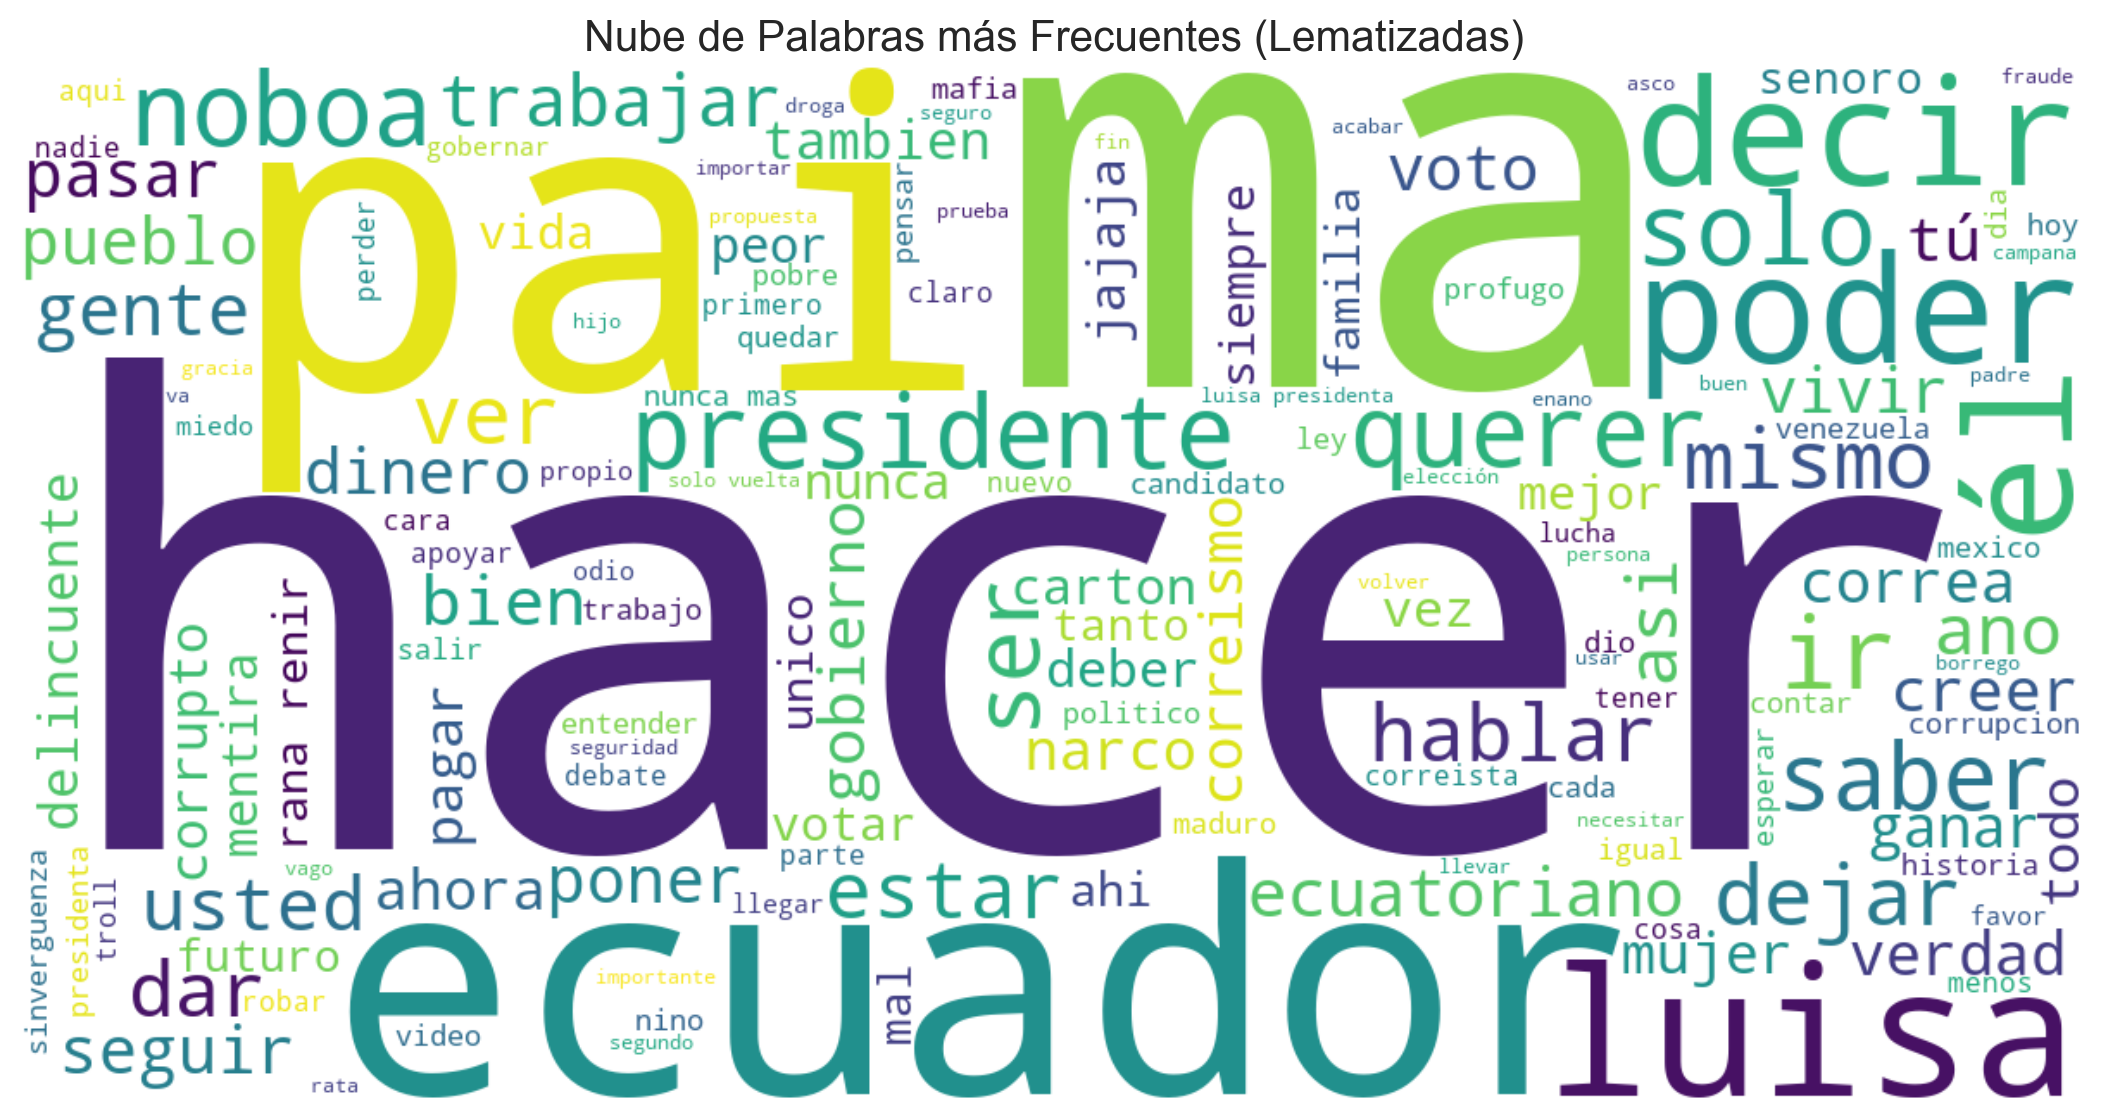 Nube de Palabras más Frecuentes (Lematizadas)
aqui
noboa
trabajar
droga
mafia
seguro
ma
asco
decir
senoro
fraude
nadie
pasar
gobernar
tambien
importar
pai
fin
acabar
voto
pueblo
perder
vida
propuesta
peor
pensar
prueba
jajaja
siempre
familia
solo
tú
dia
hoy
campana
gente
hijo
pobre
primero
quedar
claro
profugo
poder
gracia
va
miedo
ver
nunca mas
presidente
luisa presidenta
enano
querer
buen
vivir
padre
él
ley
venezuela
mismo
dinero
propio
solo vuelta
nunca
nuevo
candidato
elección
mejor
hacer
delincuente
cara
apoyar
odio
bien
trabajo
salir
corrupto
mentira
rana renir
pagar
entender
seguridad
debate
unico
gobierno
ser
carton
tanto
deber
politico
narco
correismo
volver
vez
hablar
correista
lucha
persona
asi
dio
usar
tener
cada
mexico
correa
ir
ano
borrego
creer
contar
corrupcion
esperar
saber
votar
maduro
necesitar
igual
ganar
todo
sinverguenza
presidenta
troll
vago
usted
ahora
poner
parte
llegar
estar
ahi
llevar
ecuatoriano
dejar
historia
favor
futuro
dar
robar
seguir
ecuador
video
importante
nino
segundo
mal
cosa
mujer
verdad
menos
luisa
rata